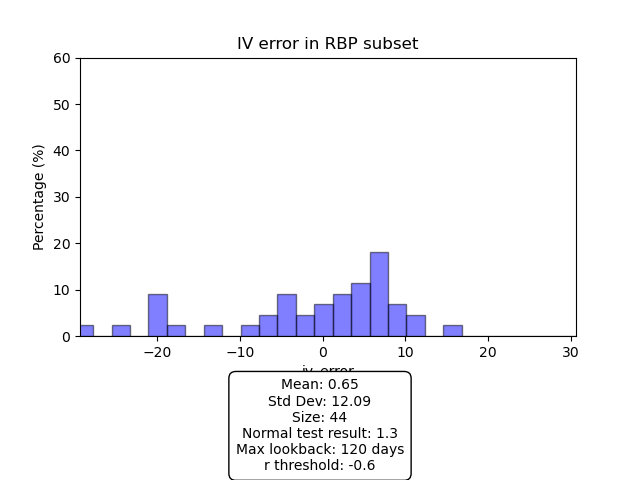 IV error in RBP subset
60
50
40
30
20
10
0
Percentage (%)
−20
−10
0
10
20
30
iv_error
Mean: 0.65
Std Dev: 12.09
Size: 44
Normal test result: 1.3
Max lookback: 120 days
r threshold: -0.6